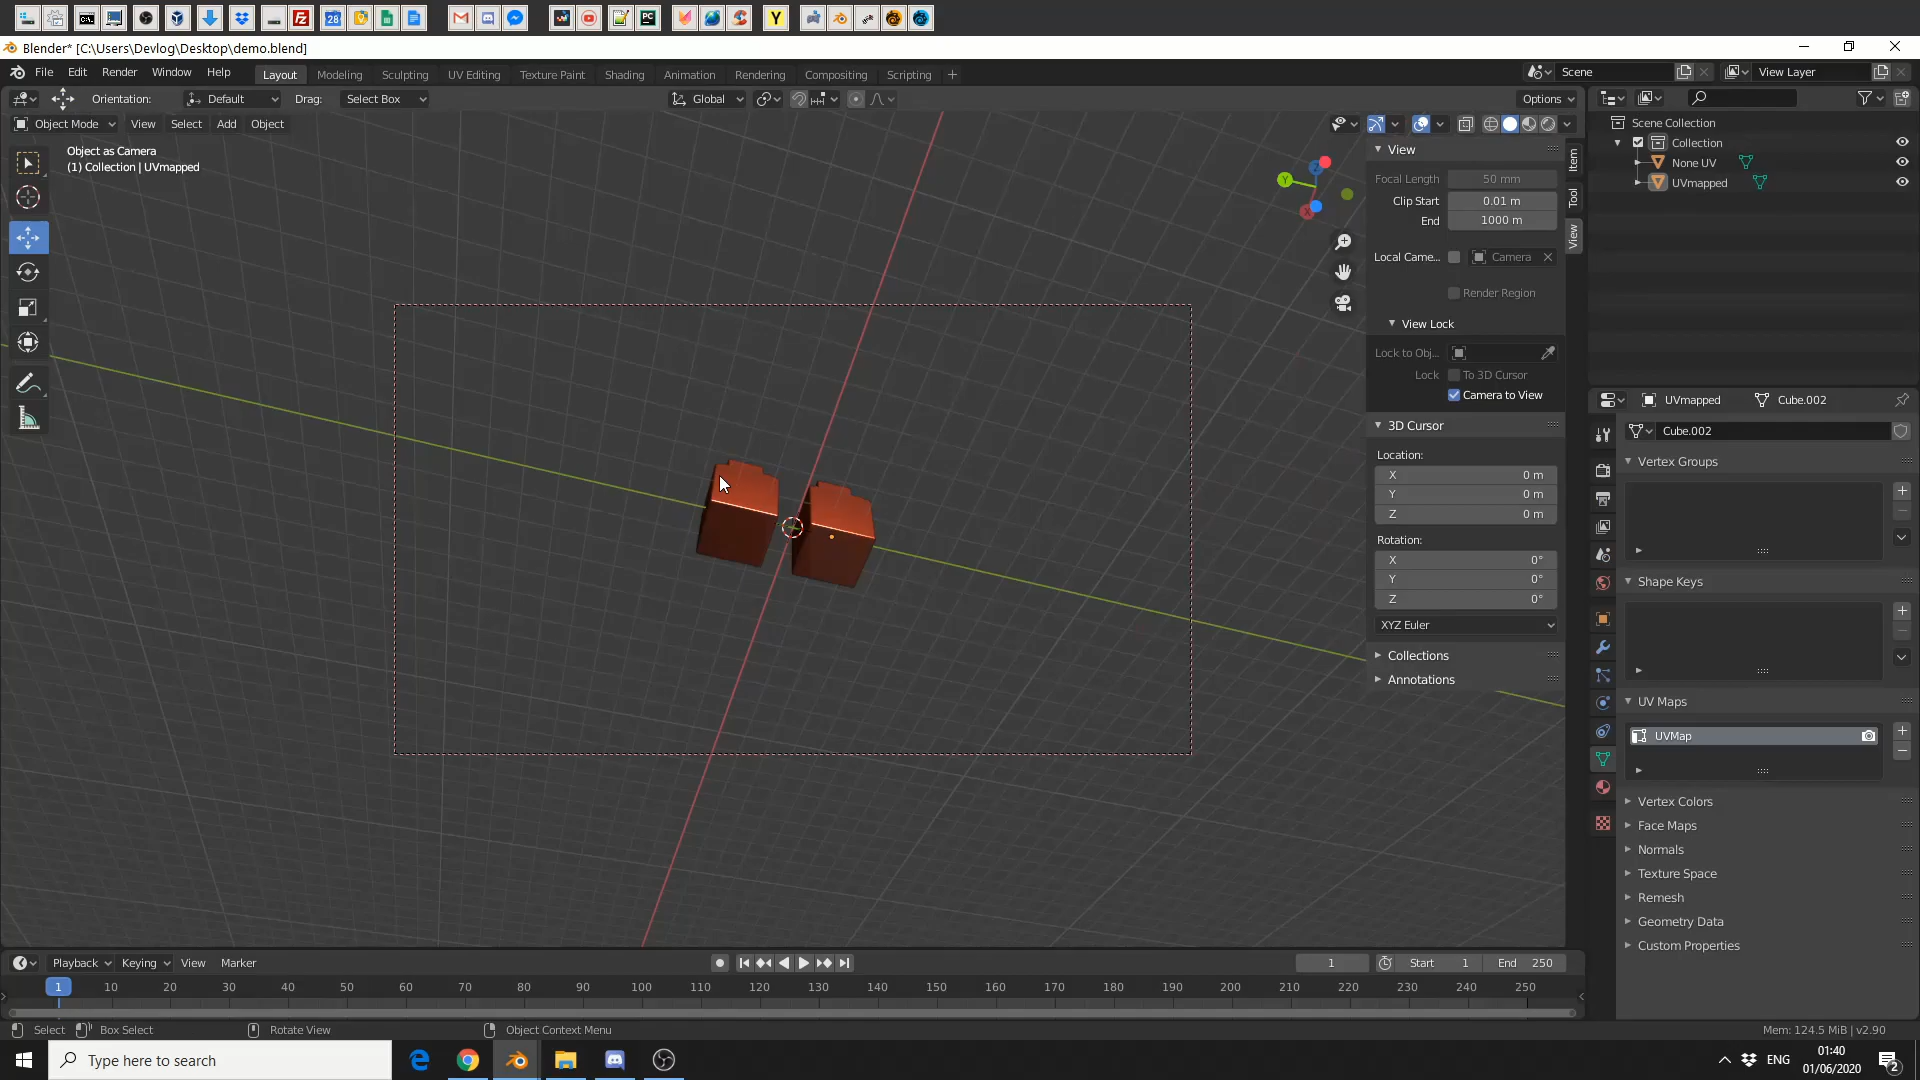 28
Y
Blender* [C:\Users\Devlog\Desktop\demo.blend]
File Edit Render Window Help
Layout Modeling Sculpting UV Editing Texture Paint Shading Animation Rendering Compositing Scripting +
Scene
View Layer
Orientation: Default Drag: Select Box
Global
Options
Object Mode View Select Add Object
Object as Camera
(1) Collection | UVmapped
Y
X
View
Focal Length 50 mm
Clip Start 0.01 m
End 1000 m
Local Came... Camera
Render Region
View Lock
Lock to Obj...
Lock To 3D Cursor
Camera to View
3D Cursor
Location:
X 0 m
Y 0 m
Z 0 m
Rotation:
X 0°
Y 0°
Z 0°
XYZ Euler
Collections
Annotations
Item
Tool
View
Scene Collection
Collection
None UV
UVmapped
UVmapped Cube.002
Cube.002
Vertex Groups
Shape Keys
UV Maps
UVMap
Vertex Colors
Face Maps
Normals
Texture Space
Remesh
Geometry Data
Custom Properties
Playback Keying View Marker
1 Start 1 End 250
1 10 20 30 40 50 60 70 80 90 100 110 120 130 140 150 160 170 180 190 200 210 220 230 240 250
Select Box Select Rotate View Object Context Menu
Mem: 124.5 MiB | v2.90
Type here to search
ENG
01:40
01/06/2020
2